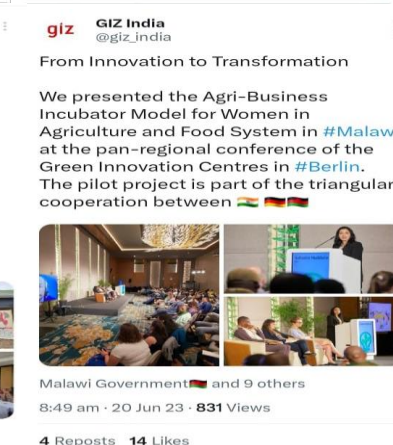 giz
GIZ India
@giz_india
From Innovation to Transformation
We presented the Agri-Business
Incubator Model for Women in
Agriculture and Food System in #Malaw
at the pan-regional conference of the
Green Innovation Centres in #Berlin.
The pilot project is part of the triangular
cooperation between 🇮🇳 🇩🇪🇲🇼
Malawi Government🇲🇼 and 9 others
8:49 am · 20 Jun 23 · 831 Views
4 Reposts 14 Likes